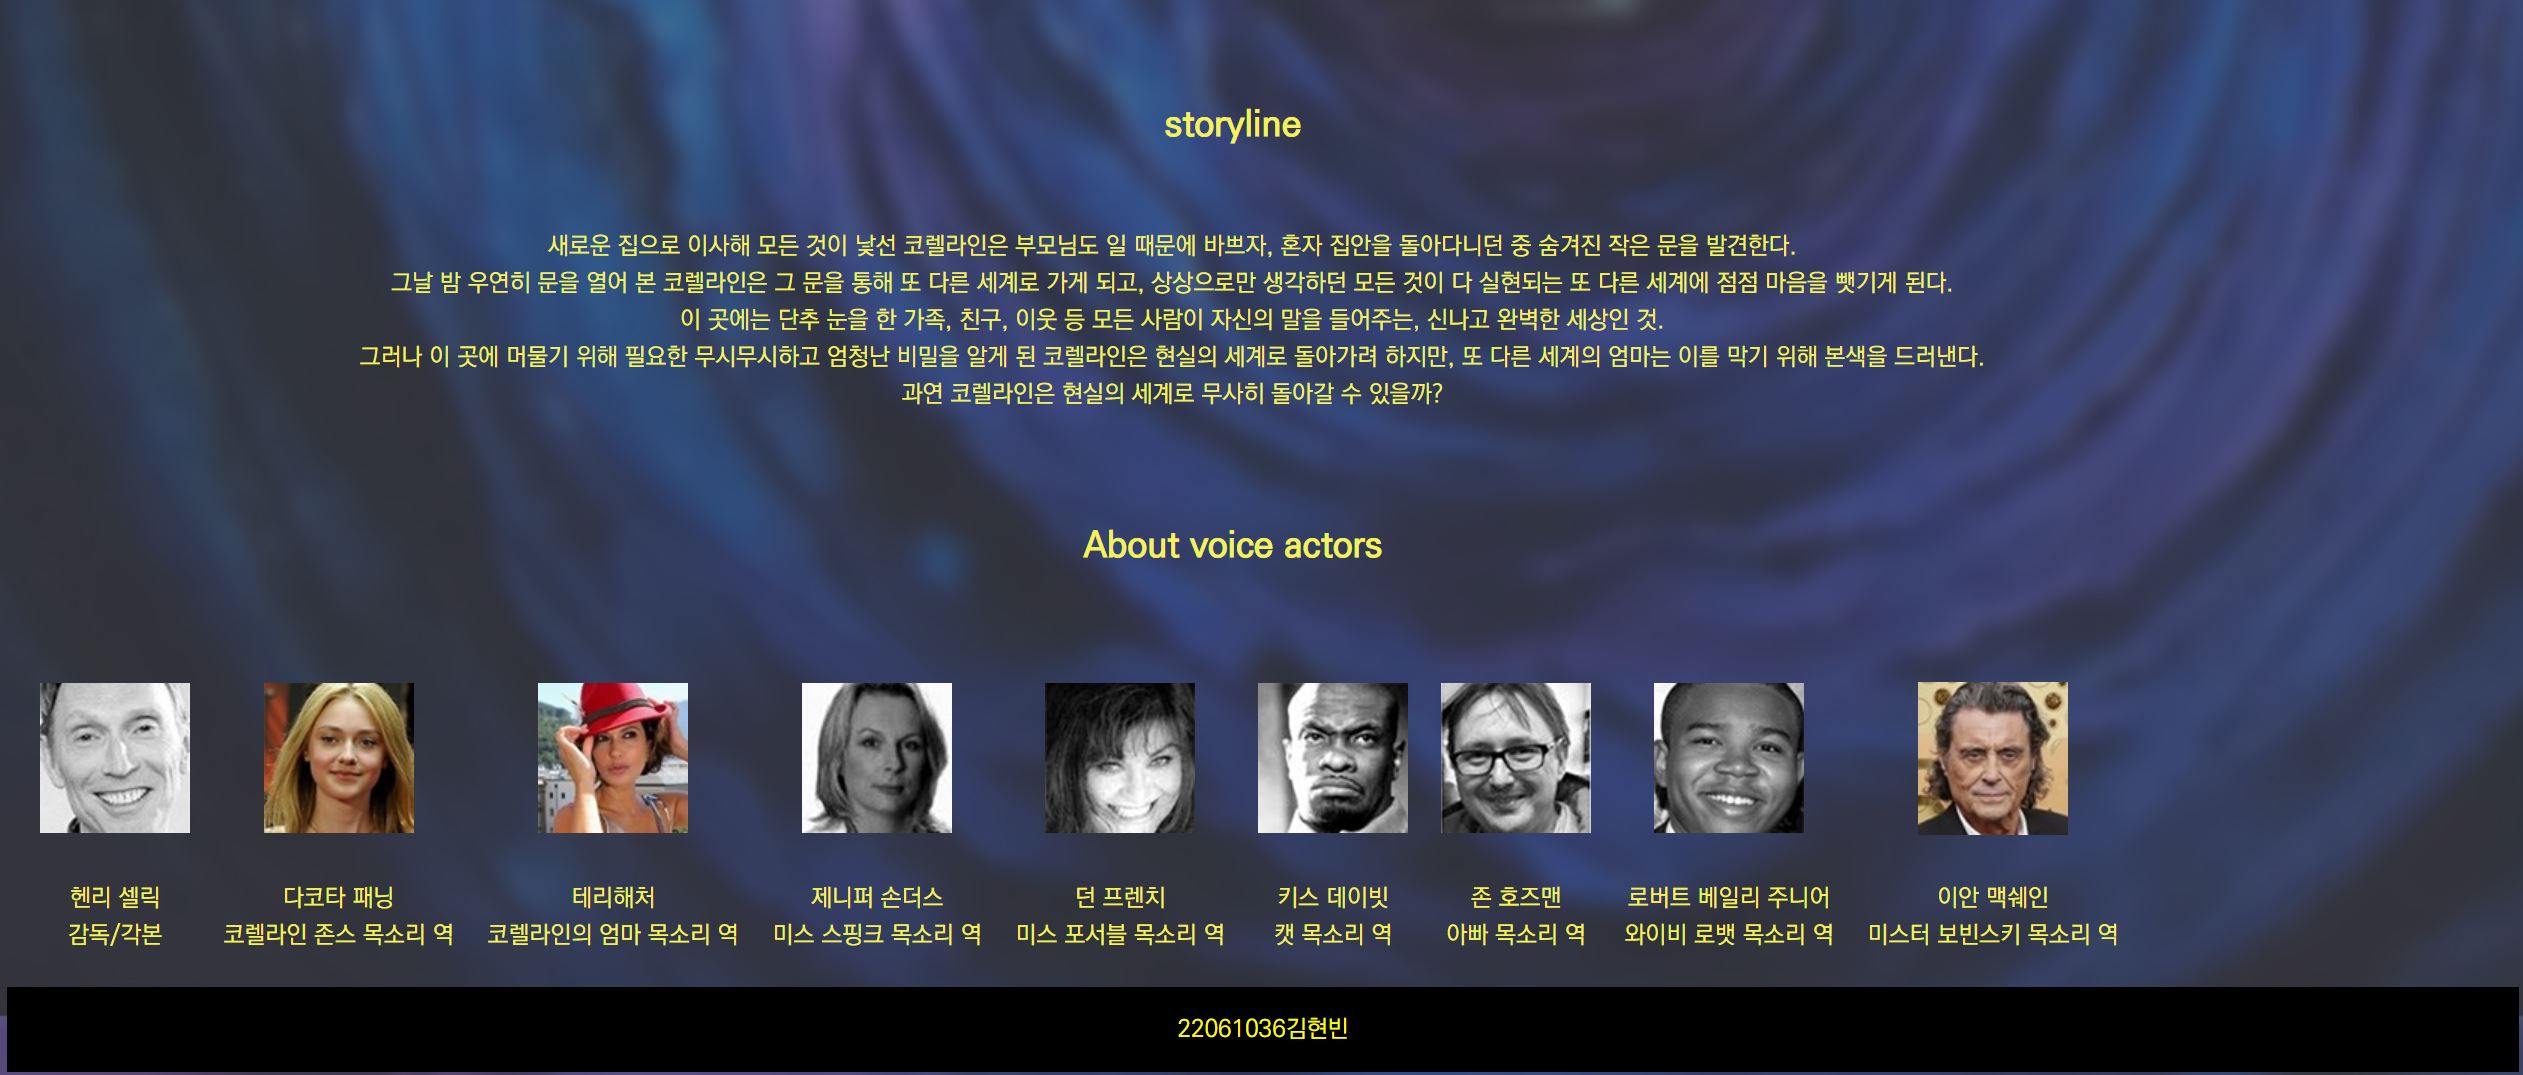 storyline
새로운 집으로 이사해 모든 것이 낯선 코렐라인은 부모님도 일 때문에 바쁘자, 혼자 집안을 돌아다니던 중 숨겨진 작은 문을 발견한다.
그날 밤 우연히 문을 열어 본 코렐라인은 그 문을 통해 또 다른 세계로 가게 되고, 상상으로만 생각하던 모든 것이 다 실현되는 또 다른 세계에 점점 마음을 뺏기게 된다.
이 곳에는 단추 눈을 한 가족, 친구, 이웃 등 모든 사람이 자신의 말을 들어주는, 신나고 완벽한 세상인 것.
그러나 이 곳에 머물기 위해 필요한 무시무시하고 엄청난 비밀을 알게 된 코렐라인은 현실의 세계로 돌아가려 하지만, 또 다른 세계의 엄마는 이를 막기 위해 본색을 드러낸다.
과연 코렐라인은 현실의 세계로 무사히 돌아갈 수 있을까?
About voice actors
헨리 셀릭
감독/각본
다코타 패닝
코렐라인 존스 목소리 역
테리해처
코렐라인의 엄마 목소리 역
제니퍼 손더스
미스 스핑크 목소리 역
던 프렌치
미스 포서블 목소리 역
키스 데이빗
캣 목소리 역
존 호즈맨
아빠 목소리 역
로버트 베일리 주니어
와이비 로뱃 목소리 역
이안 맥쉐인
미스터 보빈스키 목소리 역
22061036김현빈